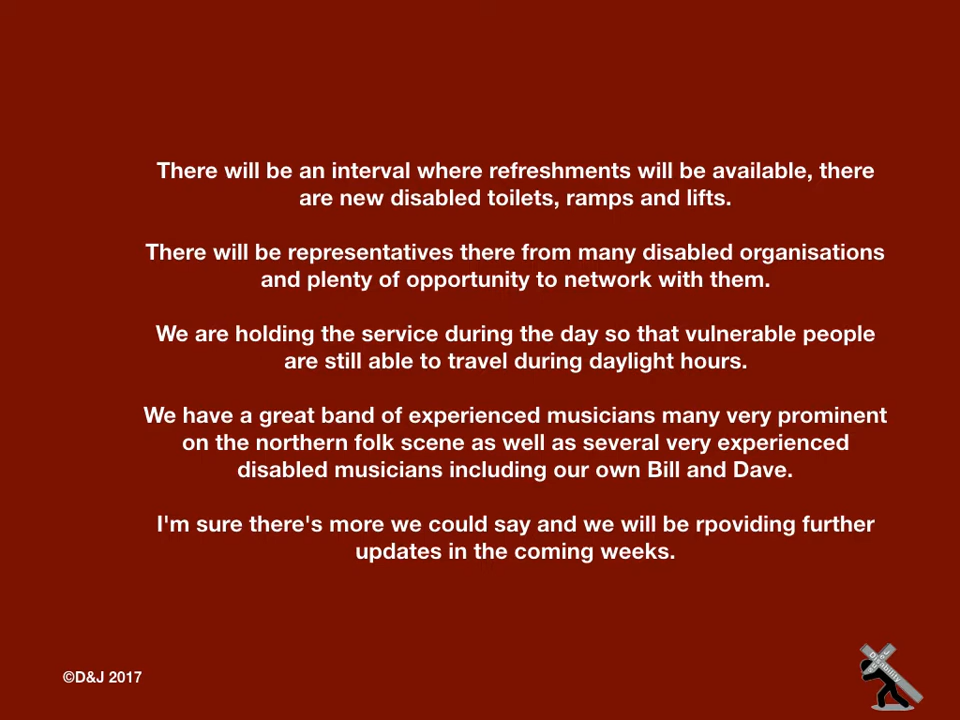 There will be an interval where refreshments will be available, there
are new disabled toilets, ramps and lifts.
There will be representatives there from many disabled organisations
and plenty of opportunity to network with them.
We are holding the service during the day so that vulnerable people
are still able to travel during daylight hours.
We have a great band of experienced musicians many very prominent
on the northern folk scene as well as several very experienced
disabled musicians including our own Bill and Dave.
I'm sure there's more we could say and we will be rpoviding further
updates in the coming weeks.
©D&J 2017
Disability